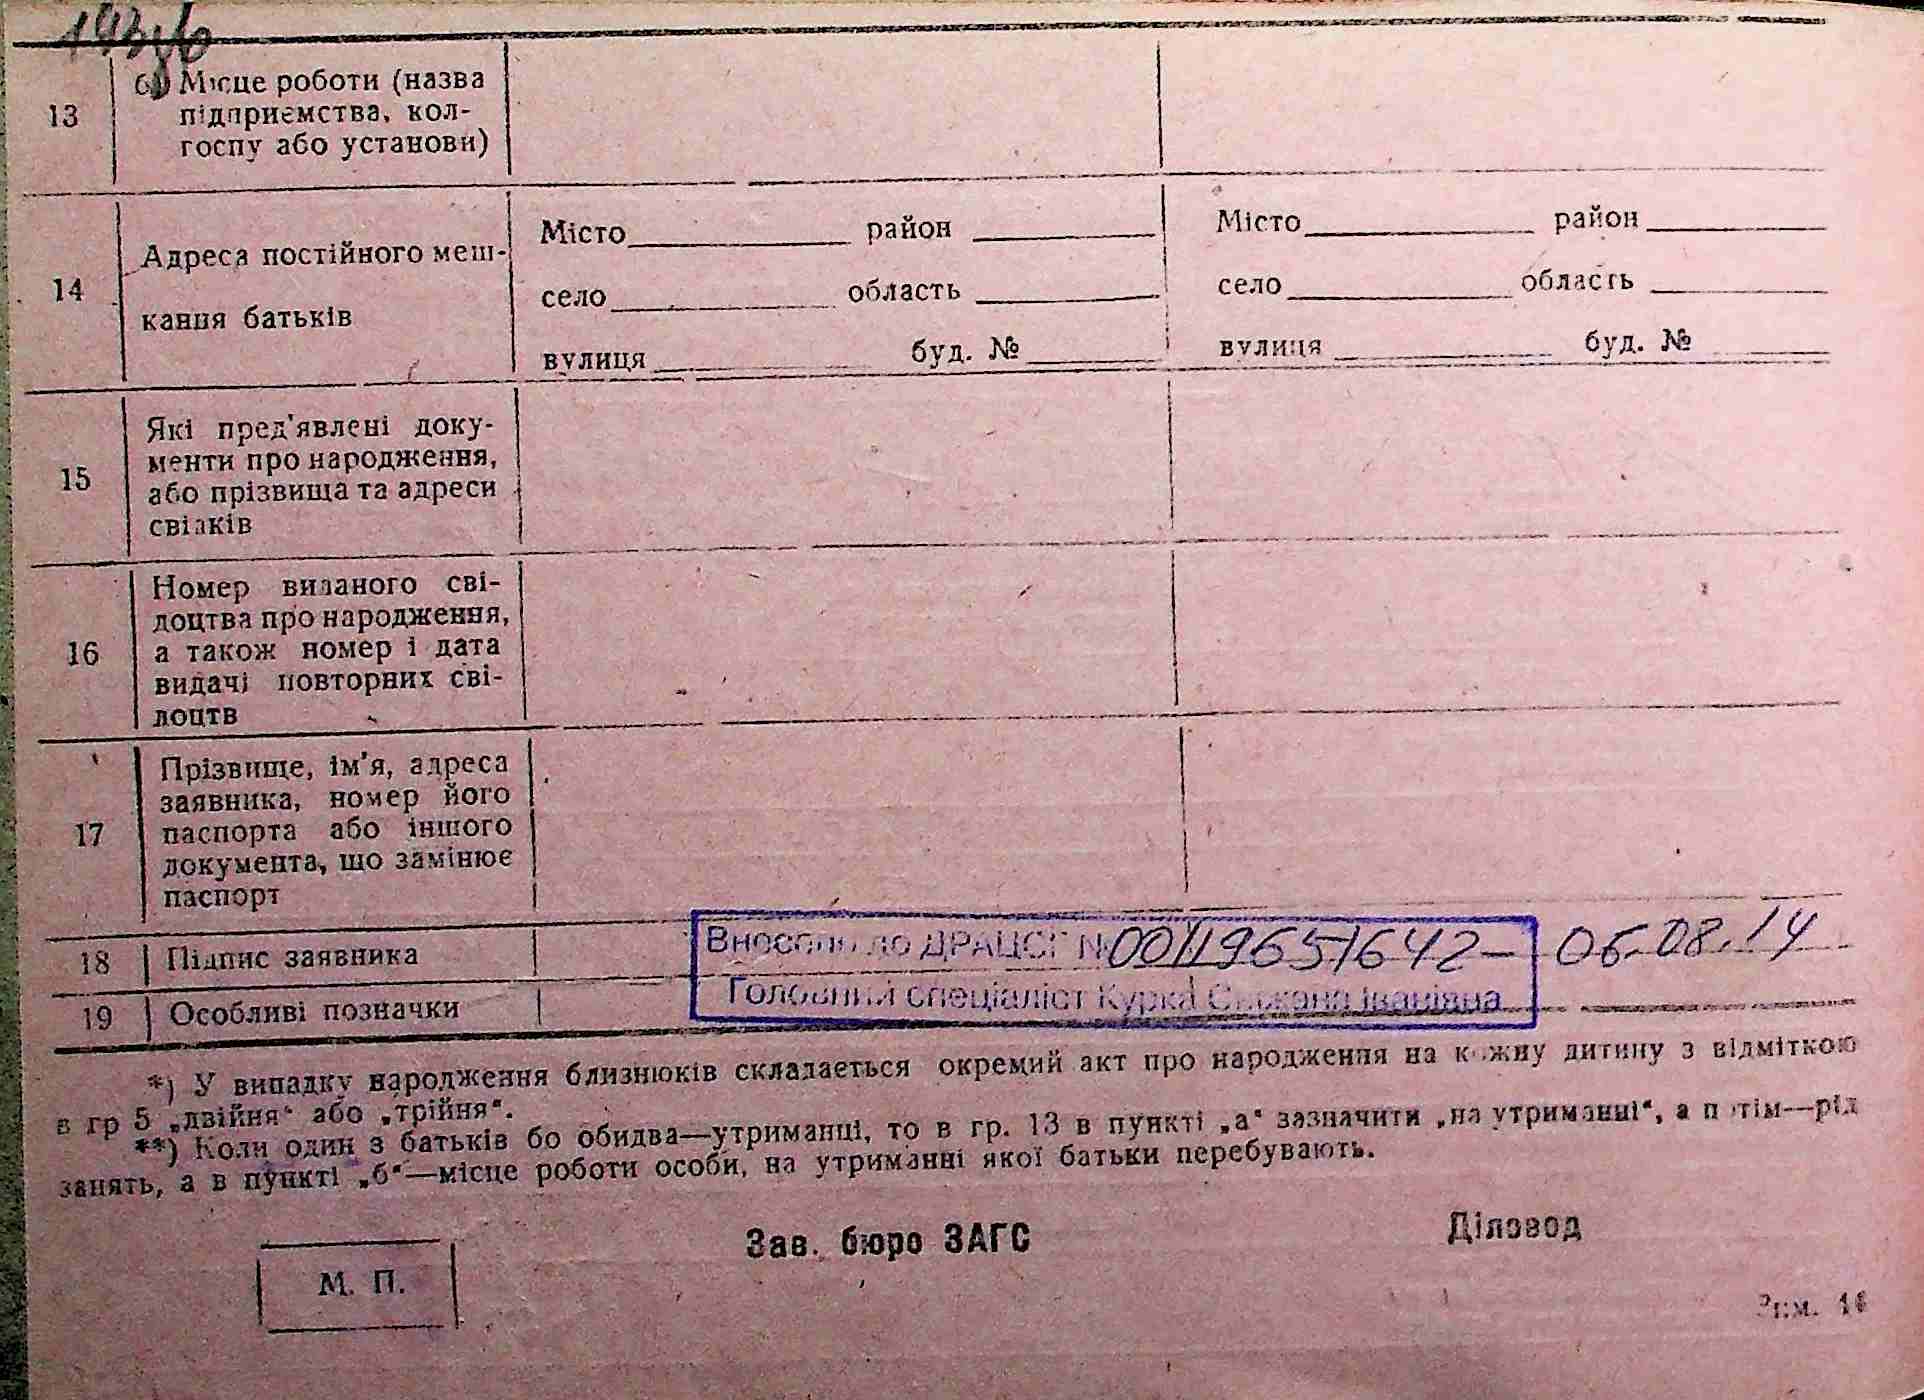 13
б) Місце роботи (назва
підприємства, кол-
госпу або установи)
14
Адреса постійного меш-
кання батьків
Місто район
село область
вулиця буд. №
Місто район
село область
вулиця буд. №
15
Які пред'явлені доку-
менти про народження,
або прізвища та адреси
свідків
16
Номер виданого сві-
доцтва про народження,
а також номер і дата
видачі повторних сві-
доцтв
17
Прізвище, ім'я, адреса
заявника, номер його
паспорта або іншого
документа, що замінює
паспорт
18
Підпис заявника
Внесено до ДРАЦСГ № 00119651642- 06.08.14
19
Особливі позначки
Головний спеціаліст Курка Сніжана Іванівна
*) У випадку народження близнюків складається окремий акт про народження на кожну дитину з відміткою
в гр 5 „двійня“ або „трійня“.
**) Коли один з батьків бо обидва—утриманці, то в гр. 13 в пункті „а“ зазначити „на утриманні“, а потім—рід
занять, а в пункті „б“—місце роботи особи, на утриманні якої батьки перебувають.
Зав. бюро ЗАГС
Діловод
М. П.